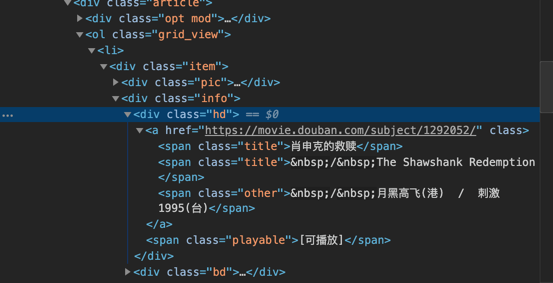 ▼<div class="article">
▶<div class="opt mod">…</div>
▼<ol class="grid_view">
▼<li>
▼<div class="item">
▶<div class="pic">…</div>
▼<div class="info">
… ▼<div class="hd"> == $0
▼<a href="https://movie.douban.com/subject/1292052/" class>
<span class="title">肖申克的救赎</span>
<span class="title">&nbsp;/&nbsp;The Shawshank Redemption
</span>
<span class="other">&nbsp;/&nbsp;月黑高飞(港)  /  刺激
1995(台)</span>
</a>
<span class="playable">[可播放]</span>
</div>
▶<div class="bd">…</div>